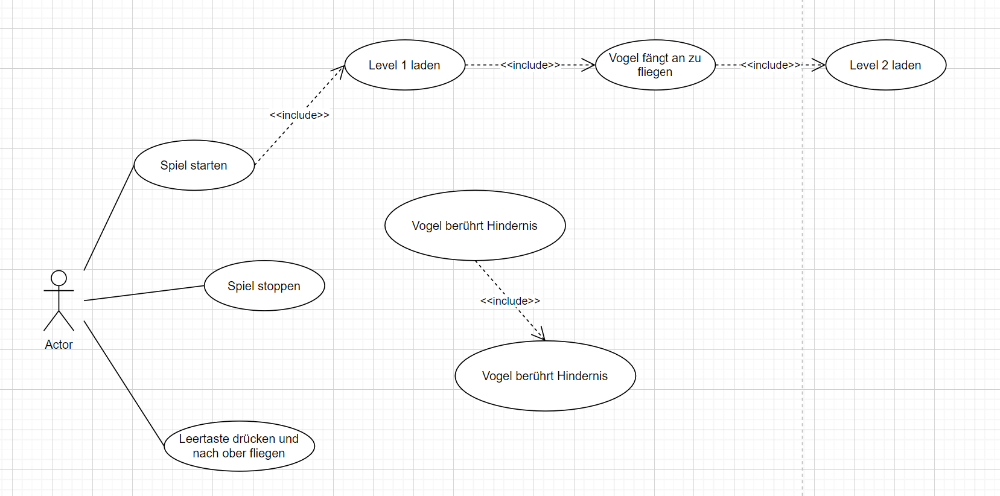 Level 1 laden
<<include>>
Vogel fängt an zu
fliegen
<<include>>
Level 2 laden
<<include>>
Spiel starten
Vogel berührt Hindernis
Spiel stoppen
<<include>>
Actor
Vogel berührt Hindernis
Leertaste drücken und
nach ober fliegen